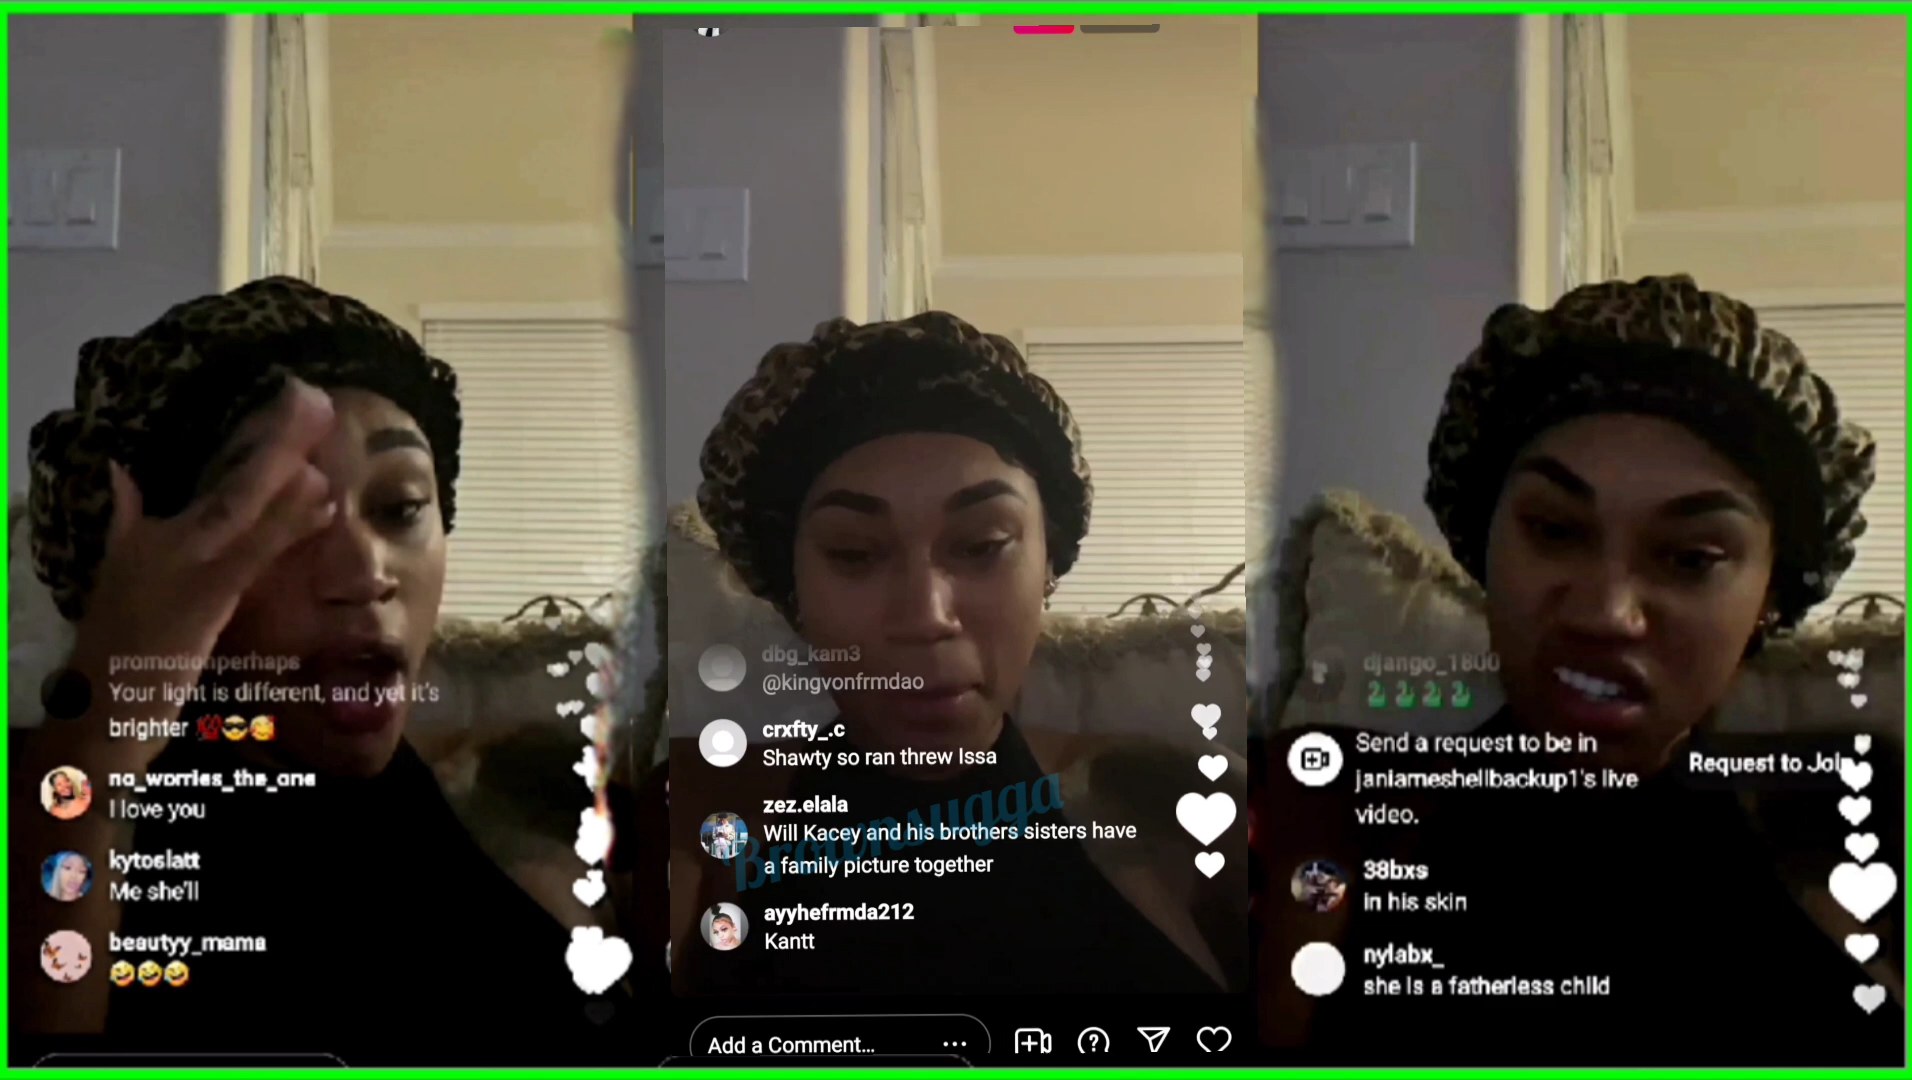 promotionperhaps
Your light is different, and yet it's
brighter 💯😎🥰
na_worries_the_one
I love you
kytoslatt
Me she'll
beautyy_mama
🤣🤣🤣
dbg_kam3
@kingvonfrmdao
crxfty_.c
Shawty so ran threw Issa
zez.elala
Will Kacey and his brothers sisters have
a family picture together
ayyhefrmda212
Kantt
Brownsugga
Add a Comment...
django_1800
🐍🐍🐍🐍
Send a request to be in
janiameshellbackup1's live
video.
Request to Join
38bxs
in his skin
nylabx_
she is a fatherless child